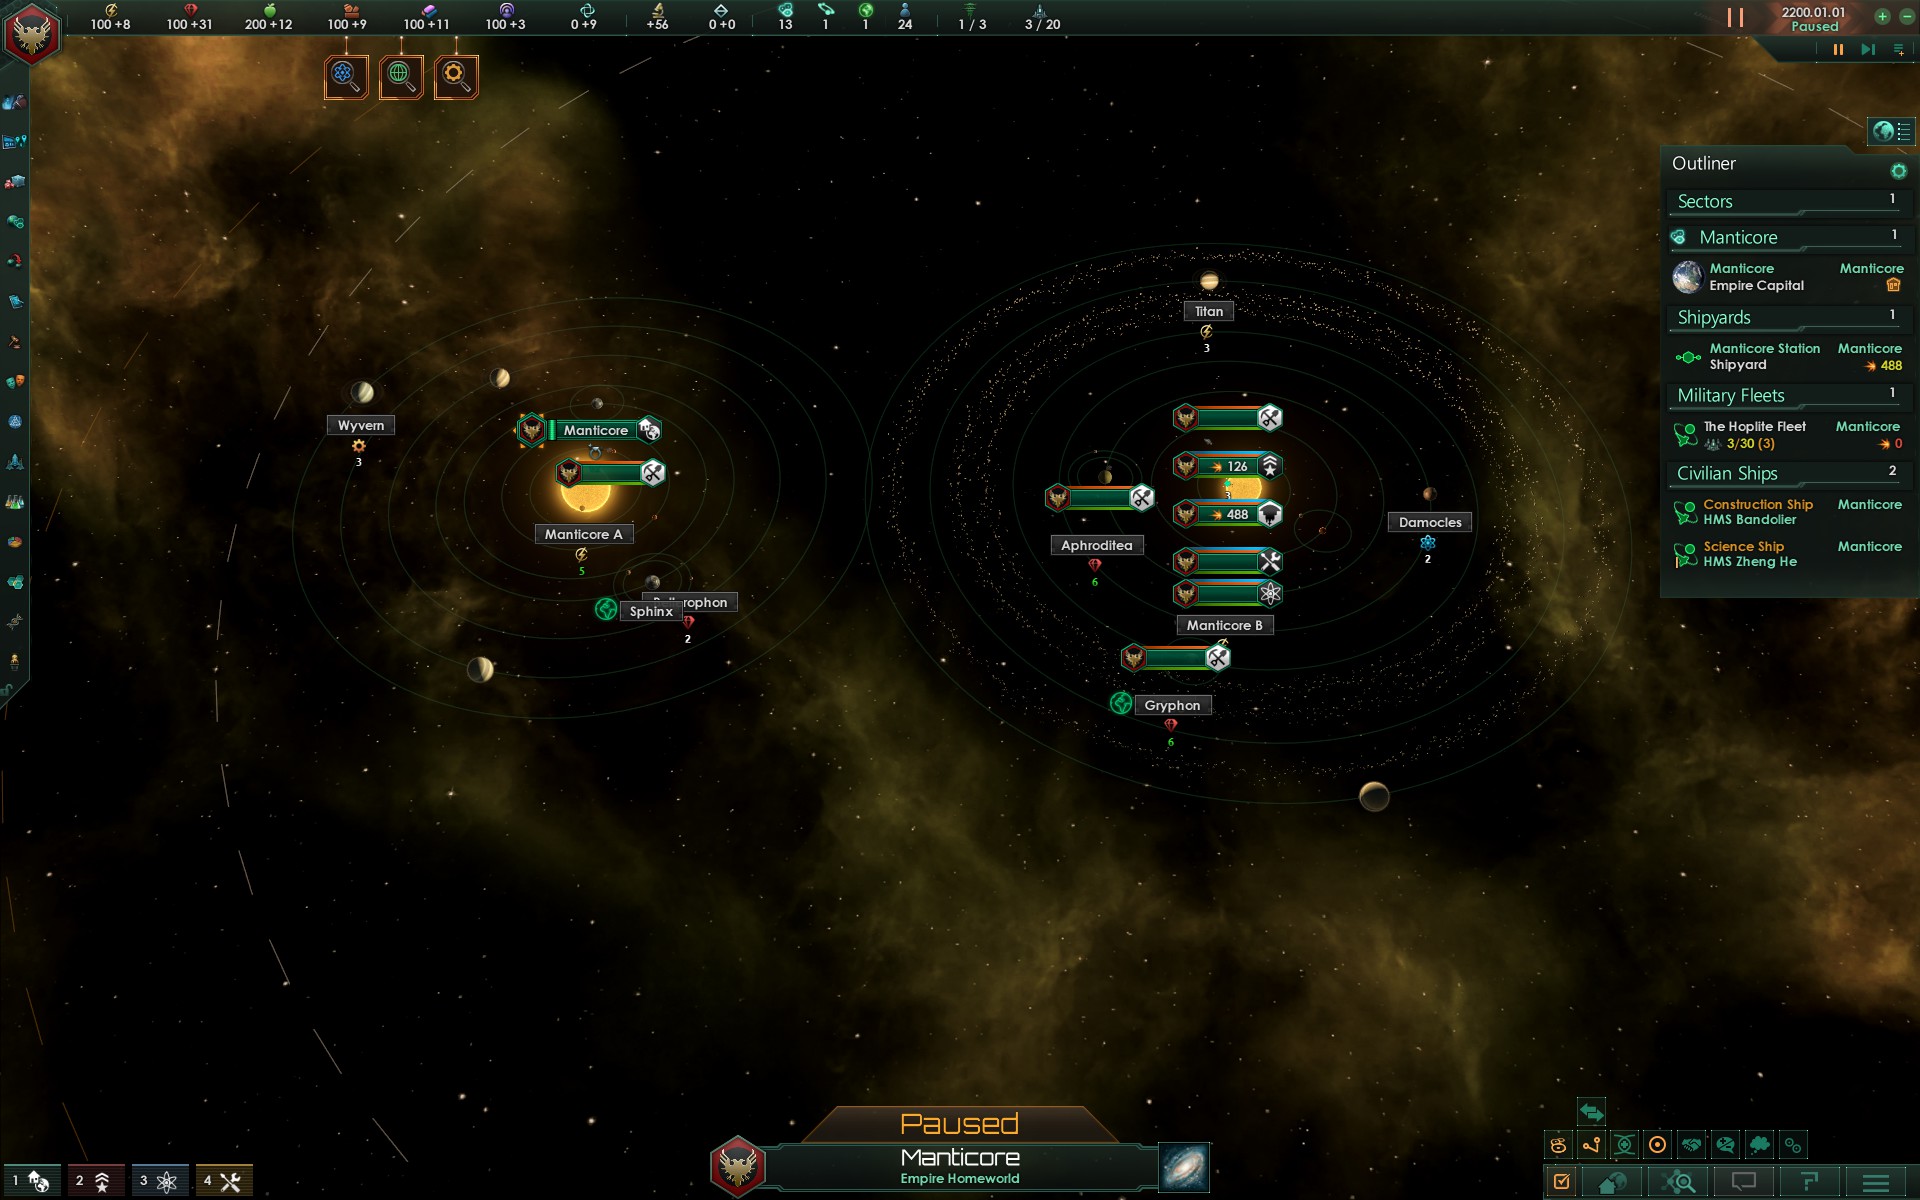 100 +8
100 +31
200 +12
100 +9
100 +11
100 +3
0 +9
+56
0 +0
13
1
1
24
1 / 3
3 / 20
2200.01.01
Paused
Outliner
Sectors 1
Manticore 1
Manticore Manticore
Empire Capital
Shipyards 1
Manticore Station Manticore
Shipyard 488
Military Fleets 1
The Hoplite Fleet Manticore
3/30 (3) 0
Civilian Ships 2
Construction Ship Manticore
HMS Bandolier
Science Ship Manticore
HMS Zheng He
Titan
3
Wyvern
3
Manticore
Manticore A
5
Sphinx
2
126
3
488
Aphroditea
6
Damocles
2
Manticore B
Gryphon
6
Paused
Manticore
Empire Homeworld
1
2
3
4